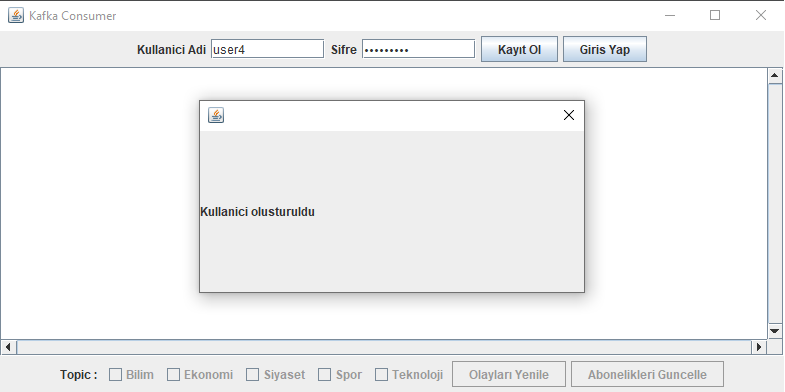 Kafka Consumer
Kullanici Adi user4 Sifre ••••••••• Kayıt Ol Giris Yap
Kullanici olusturuldu
Topic : Bilim Ekonomi Siyaset Spor Teknoloji Olayları Yenile Abonelikleri Guncelle